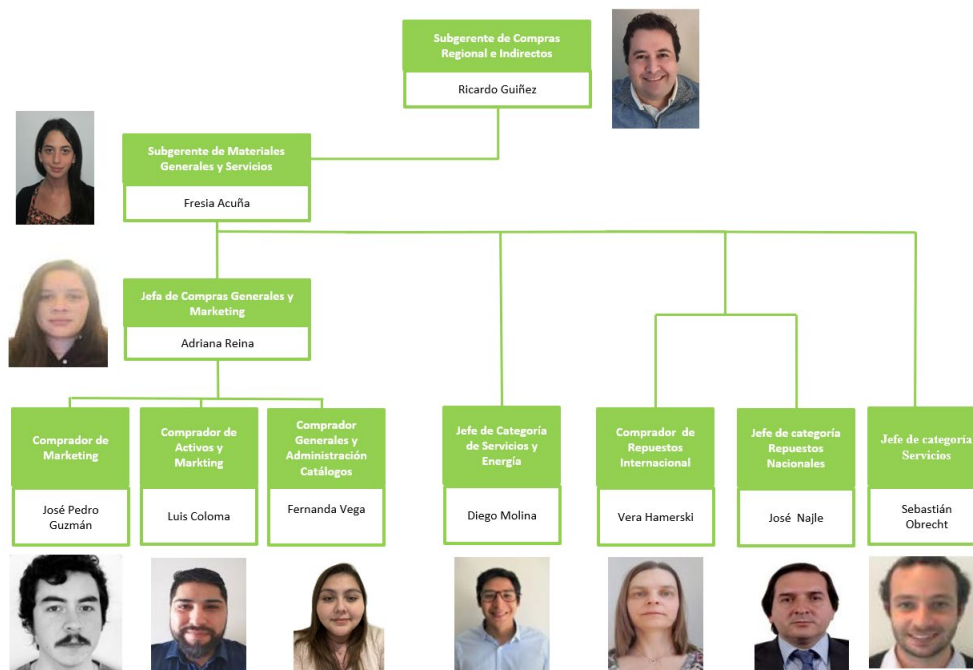 Subgerente de Compras
Regional e Indirectos
Ricardo Guiñez
Subgerente de Materiales
Generales y Servicios
Fresia Acuña
Jefa de Compras Generales y
Marketing
Adriana Reina
Comprador de
Marketing
José Pedro
Guzmán
Comprador de
Activos y
Markting
Luis Coloma
Comprador
Generales y
Administración
Catálogos
Fernanda Vega
Jefe de Categoría
de Servicios y
Energía
Diego Molina
Comprador de
Repuestos
Internacional
Vera Hamerski
Jefe de categoría
Repuestos
Nacionales
José Najle
Jefe de categoría
Servicios
Sebastián
Obrecht